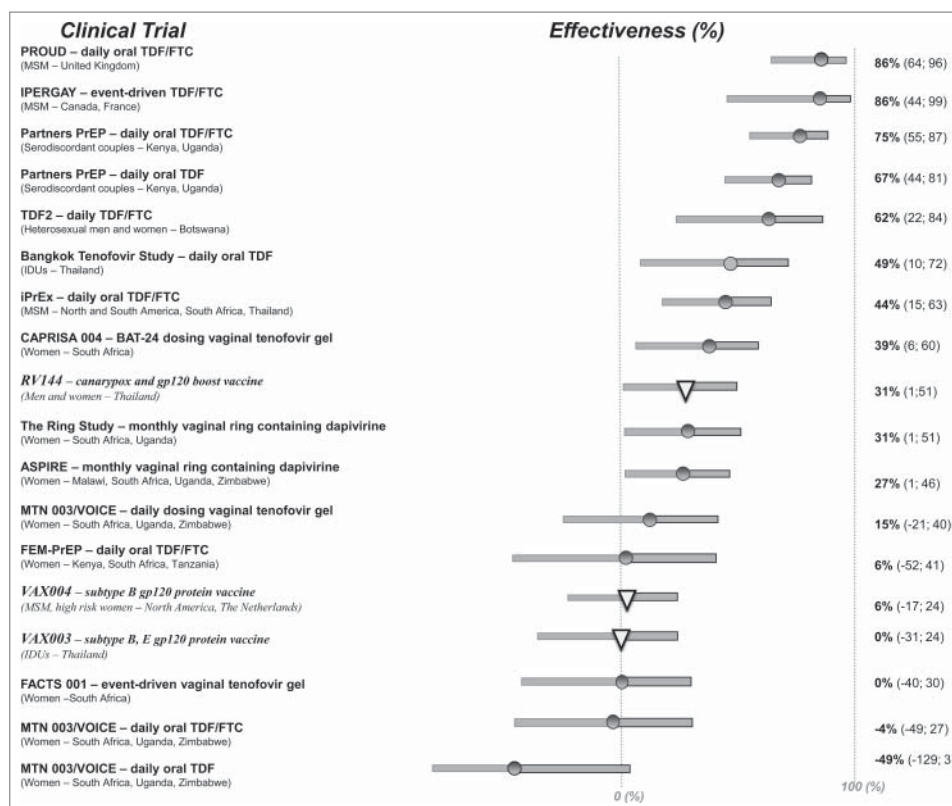 Clinical Trial
Effectiveness (%)
PROUD – daily oral TDF/FTC
(MSM – United Kingdom)
86% (64; 96)
IPERGAY – event-driven TDF/FTC
(MSM – Canada, France)
86% (44; 99)
Partners PrEP – daily oral TDF/FTC
(Serodiscordant couples – Kenya, Uganda)
75% (55; 87)
Partners PrEP – daily oral TDF
(Serodiscordant couples – Kenya, Uganda)
67% (44; 81)
TDF2 – daily TDF/FTC
(Heterosexual men and women – Botswana)
62% (22; 84)
Bangkok Tenofovir Study – daily oral TDF
(IDUs – Thailand)
49% (10; 72)
iPrEx – daily oral TDF/FTC
(MSM – North and South America, South Africa, Thailand)
44% (15; 63)
CAPRISA 004 – BAT-24 dosing vaginal tenofovir gel
(Women – South Africa)
39% (6; 60)
RV144 – canarypox and gp120 boost vaccine
(Men and women – Thailand)
31% (1;51)
The Ring Study – monthly vaginal ring containing dapivirine
(Women – South Africa, Uganda)
31% (1; 51)
ASPIRE – monthly vaginal ring containing dapivirine
(Women – Malawi, South Africa, Uganda, Zimbabwe)
27% (1; 46)
MTN 003/VOICE – daily dosing vaginal tenofovir gel
(Women – South Africa, Uganda, Zimbabwe)
15% (-21; 40)
FEM-PrEP – daily oral TDF/FTC
(Women – Kenya, South Africa, Tanzania)
6% (-52; 41)
VAX004 – subtype B gp120 protein vaccine
(MSM, high risk women – North America, The Netherlands)
6% (-17; 24)
VAX003 – subtype B, E gp120 protein vaccine
(IDUs – Thailand)
0% (-31; 24)
FACTS 001 – event-driven vaginal tenofovir gel
(Women –South Africa)
0% (-40; 30)
MTN 003/VOICE – daily oral TDF/FTC
(Women – South Africa, Uganda, Zimbabwe)
-4% (-49; 27)
MTN 003/VOICE – daily oral TDF
(Women – South Africa, Uganda, Zimbabwe)
-49% (-129; 3
0 (%)
100 (%)